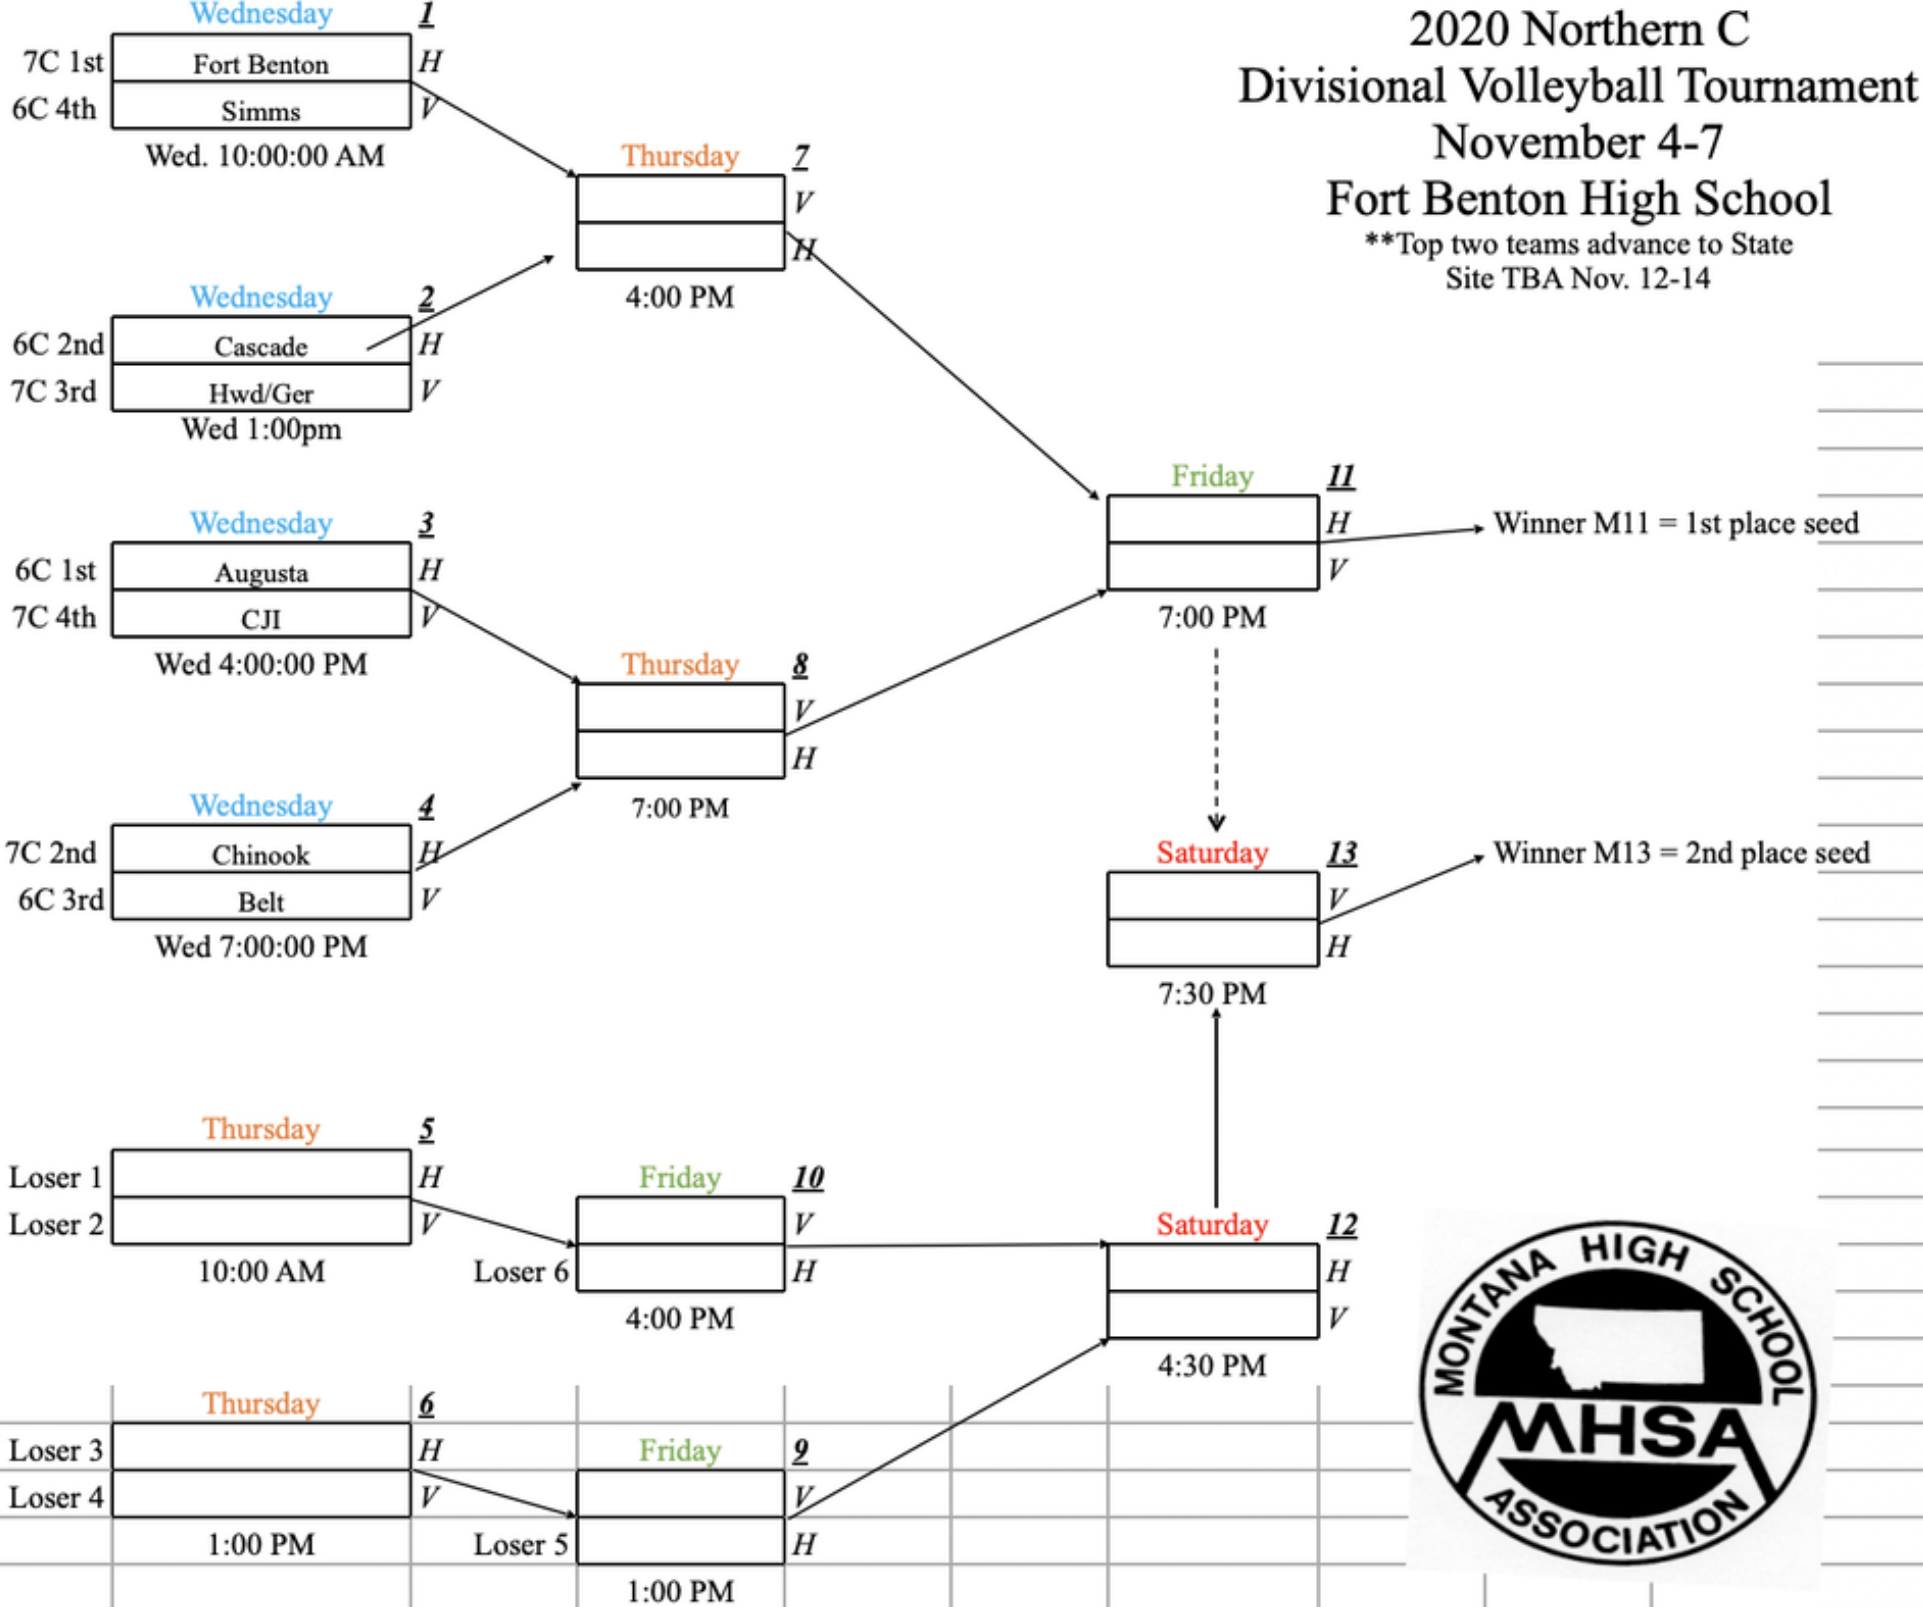 2020 Northern C
Divisional Volleyball Tournament
November 4-7
Fort Benton High School
**Top two teams advance to State
Site TBA Nov. 12-14
Wednesday 1
7C 1st Fort Benton H
6C 4th Simms V
Wed. 10:00:00 AM
Thursday 7
V
H
4:00 PM
Wednesday 2
6C 2nd Cascade H
7C 3rd Hwd/Ger V
Wed 1:00pm
Friday 11
H Winner M11 = 1st place seed
V
7:00 PM
Wednesday 3
6C 1st Augusta H
7C 4th CJI V
Wed 4:00:00 PM
Thursday 8
V
H
7:00 PM
Wednesday 4
7C 2nd Chinook H
6C 3rd Belt V
Wed 7:00:00 PM
Saturday 13 Winner M13 = 2nd place seed
V
H
7:30 PM
Thursday 5
Loser 1 H
Loser 2 V
10:00 AM
Friday 10
V
Loser 6 H
4:00 PM
Saturday 12
H
V
4:30 PM
Thursday 6
Loser 3 H
Loser 4 V
1:00 PM
Friday 9
V
Loser 5 H
1:00 PM
MONTANA HIGH SCHOOL
MHSA
ASSOCIATION